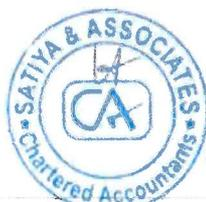 SATIYA & ASSOCIATES
CA
Chartered Accountants